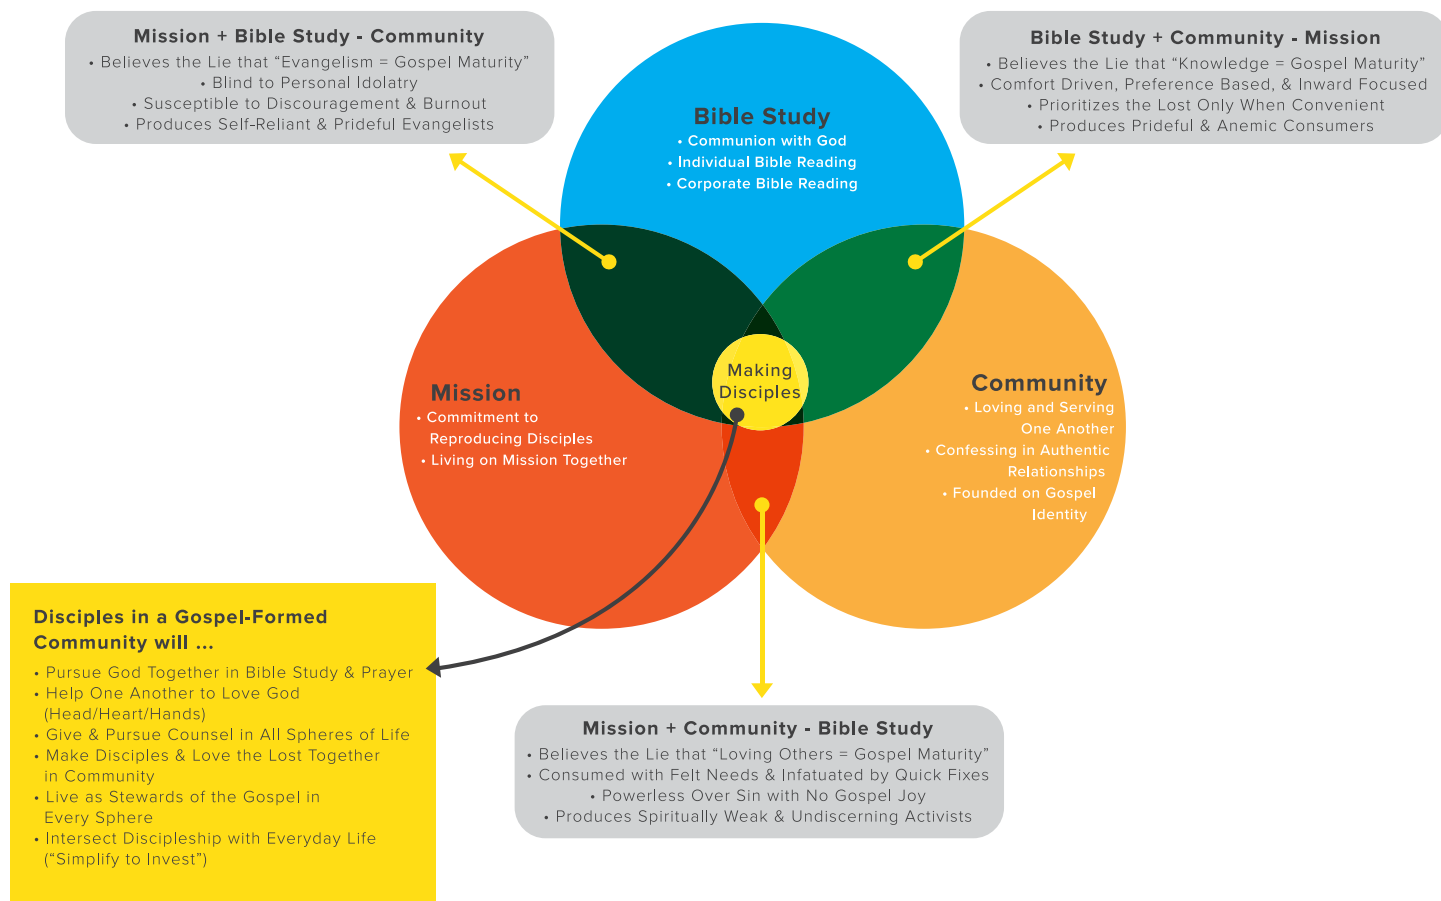 Mission + Bible Study - Community
• Believes the Lie that “Evangelism = Gospel Maturity”
• Blind to Personal Idolatry
• Susceptible to Discouragement & Burnout
• Produces Self-Reliant & Prideful Evangelists
Bible Study + Community - Mission
• Believes the Lie that “Knowledge = Gospel Maturity”
• Comfort Driven, Preference Based, & Inward Focused
• Prioritizes the Lost Only When Convenient
• Produces Prideful & Anemic Consumers
Bible Study
• Communion with God
• Individual Bible Reading
• Corporate Bible Reading
Mission
• Commitment to
Reproducing Disciples
• Living on Mission Together
Making
Disciples
Community
• Loving and Serving
One Another
• Confessing in Authentic
Relationships
• Founded on Gospel
Identity
Disciples in a Gospel-Formed
Community will ...
• Pursue God Together in Bible Study & Prayer
• Help One Another to Love God
(Head/Heart/Hands)
• Give & Pursue Counsel in All Spheres of Life
• Make Disciples & Love the Lost Together
in Community
• Live as Stewards of the Gospel in
Every Sphere
• Intersect Discipleship with Everyday Life
(“Simplify to Invest”)
Mission + Community - Bible Study
• Believes the Lie that “Loving Others = Gospel Maturity”
• Consumed with Felt Needs & Infatuated by Quick Fixes
• Powerless Over Sin with No Gospel Joy
• Produces Spiritually Weak & Undiscerning Activists